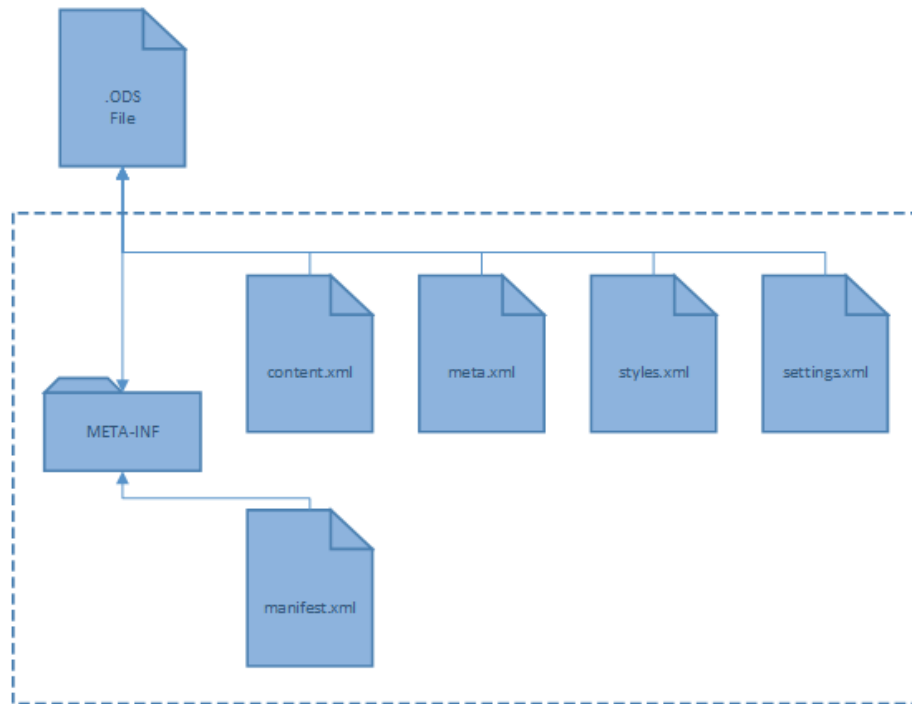 .ODS
File
content.xml
meta.xml
styles.xml
settings.xml
META-INF
manifest.xml